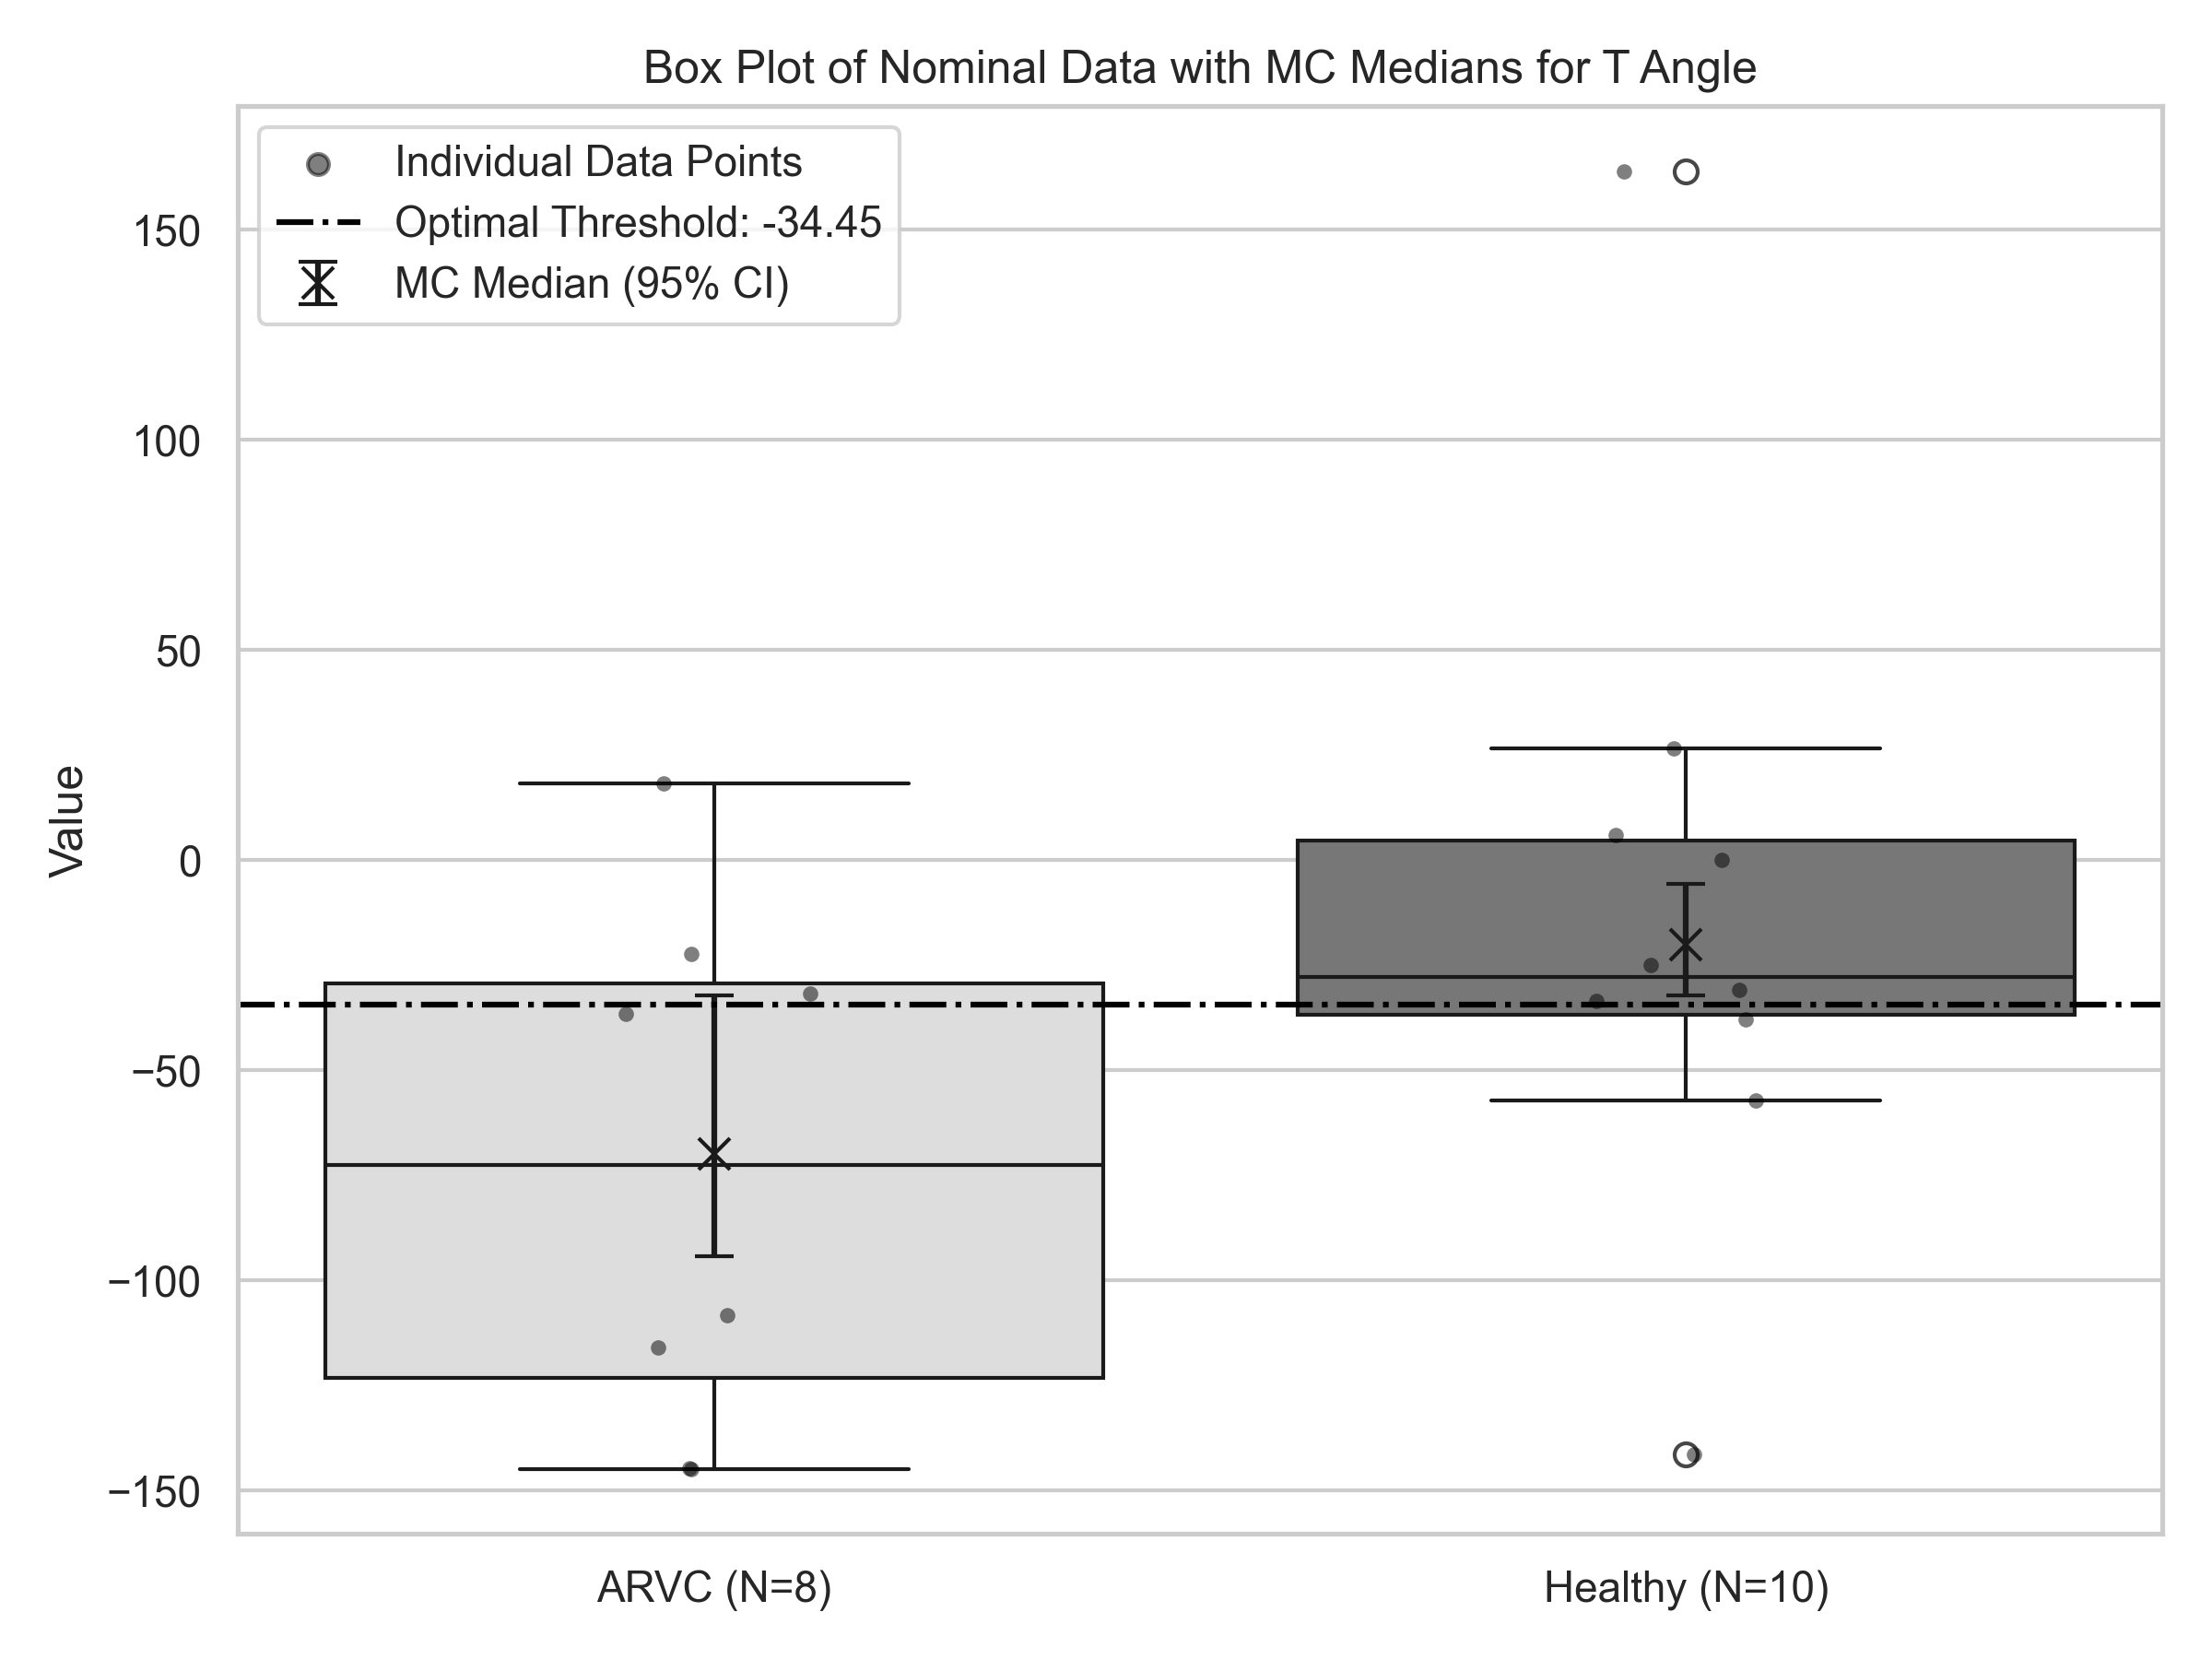 Box Plot of Nominal Data with MC Medians for T Angle
Individual Data Points
Optimal Threshold: -34.45
MC Median (95% CI)
150
100
50
0
−50
−100
−150
Value
ARVC (N=8)
Healthy (N=10)